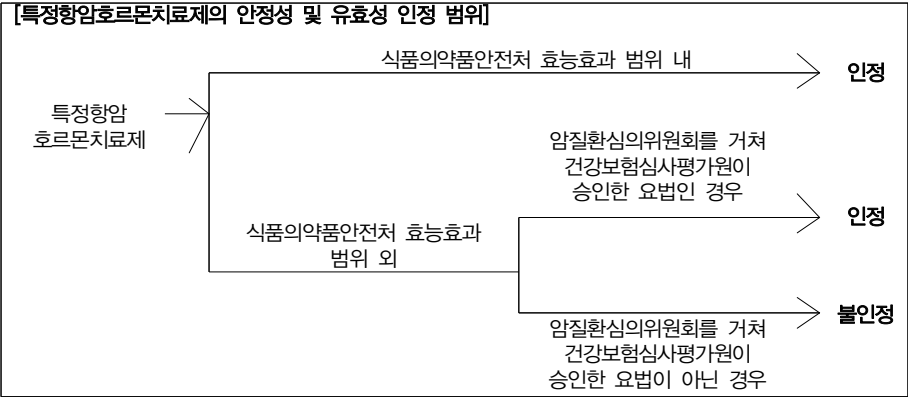 [특정항암호르몬치료제의 안정성 및 유효성 인정 범위]
식품의약품안전처 효능효과 범위 내
인정
특정항암
호르몬치료제
암질환심의위원회를 거쳐
건강보험심사평가원이
승인한 요법인 경우
인정
식품의약품안전처 효능효과
범위 외
불인정
암질환심의위원회를 거쳐
건강보험심사평가원이
승인한 요법이 아닌 경우